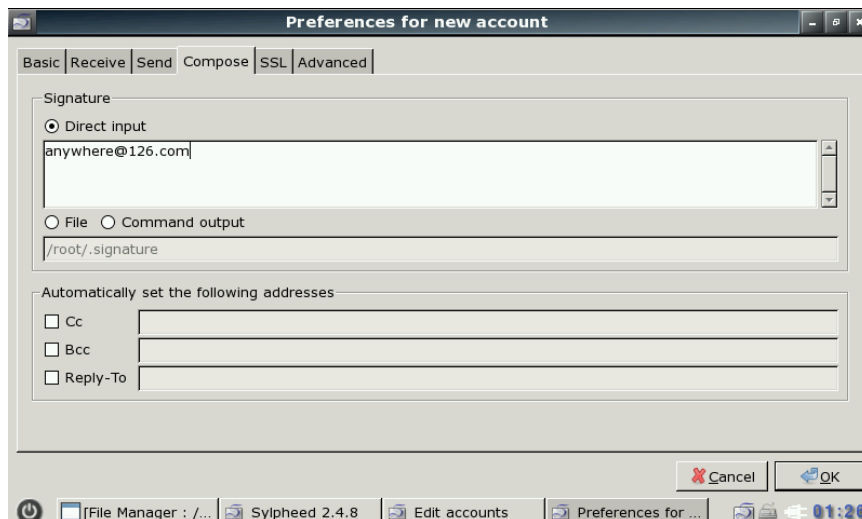 Preferences for new account
Basic Receive Send Compose SSL Advanced
Signature
Direct input
anywhere@126.com
File Command output
/root/.signature
Automatically set the following addresses
Cc
Bcc
Reply-To
Cancel OK
[File Manager : /... Sylpheed 2.4.8 Edit accounts Preferences for ...